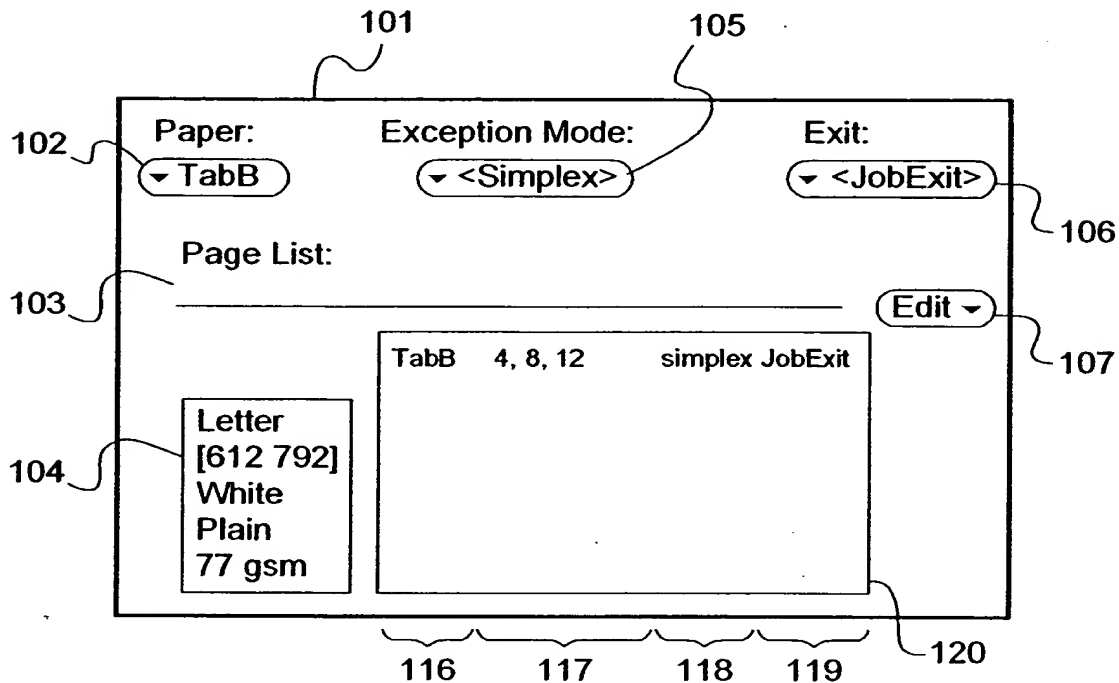 101 105
Paper: Exception Mode: Exit:
102 TabB <Simplex> <JobExit>
106
Page List:
103
Edit
107
TabB 4, 8, 12 simplex JobExit
Letter
104 [612 792]
White
Plain
77 gsm
120
116 117 118 119